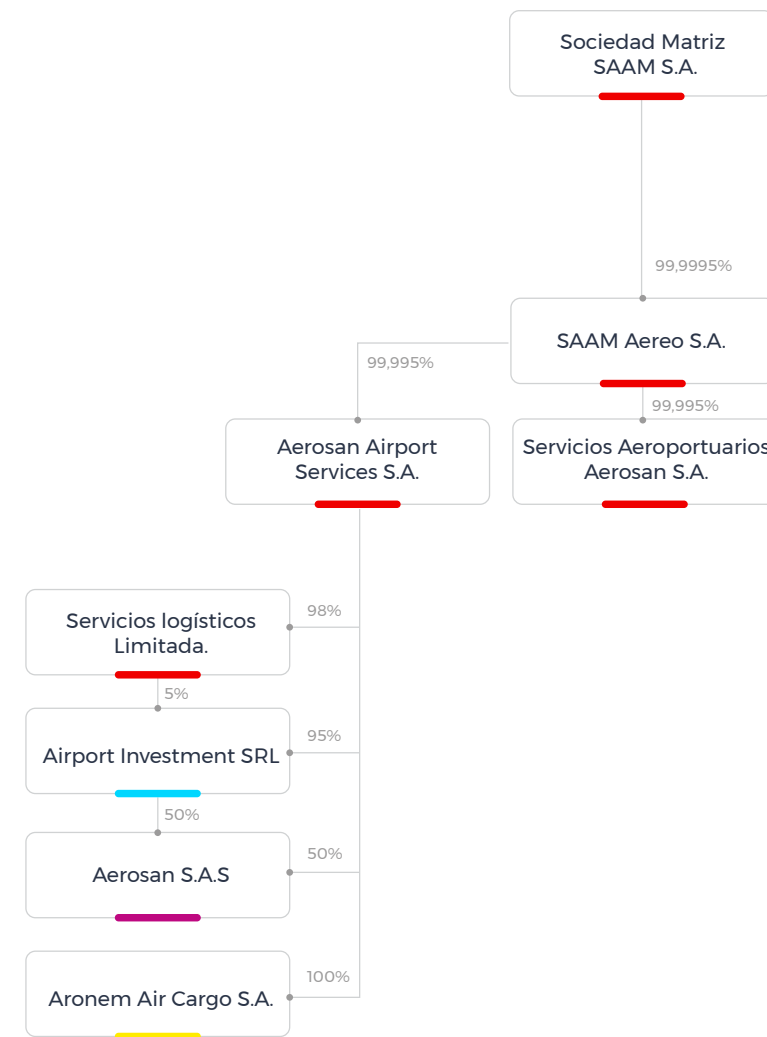 Sociedad Matriz
SAAM S.A.
99,9995%
SAAM Aereo S.A.
99,995%
99,995%
Aerosan Airport
Services S.A.
Servicios Aeroportuarios
Aerosan S.A.
98%
Servicios logísticos
Limitada.
5%
95%
Airport Investment SRL
50%
50%
Aerosan S.A.S
100%
Aronem Air Cargo S.A.